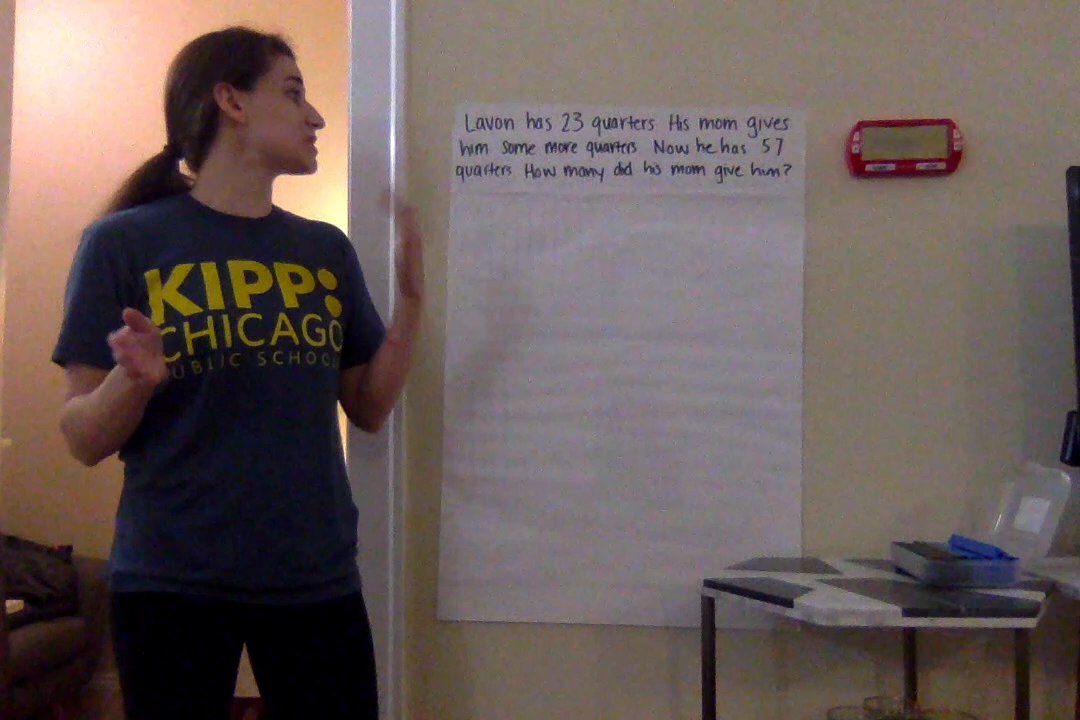 Lavon has 23 quarters. His mom gives
him some more quarters. Now he has 57
quarters. How many did his mom give him?
KIPP:
CHICAGO
PUBLIC SCHOOL